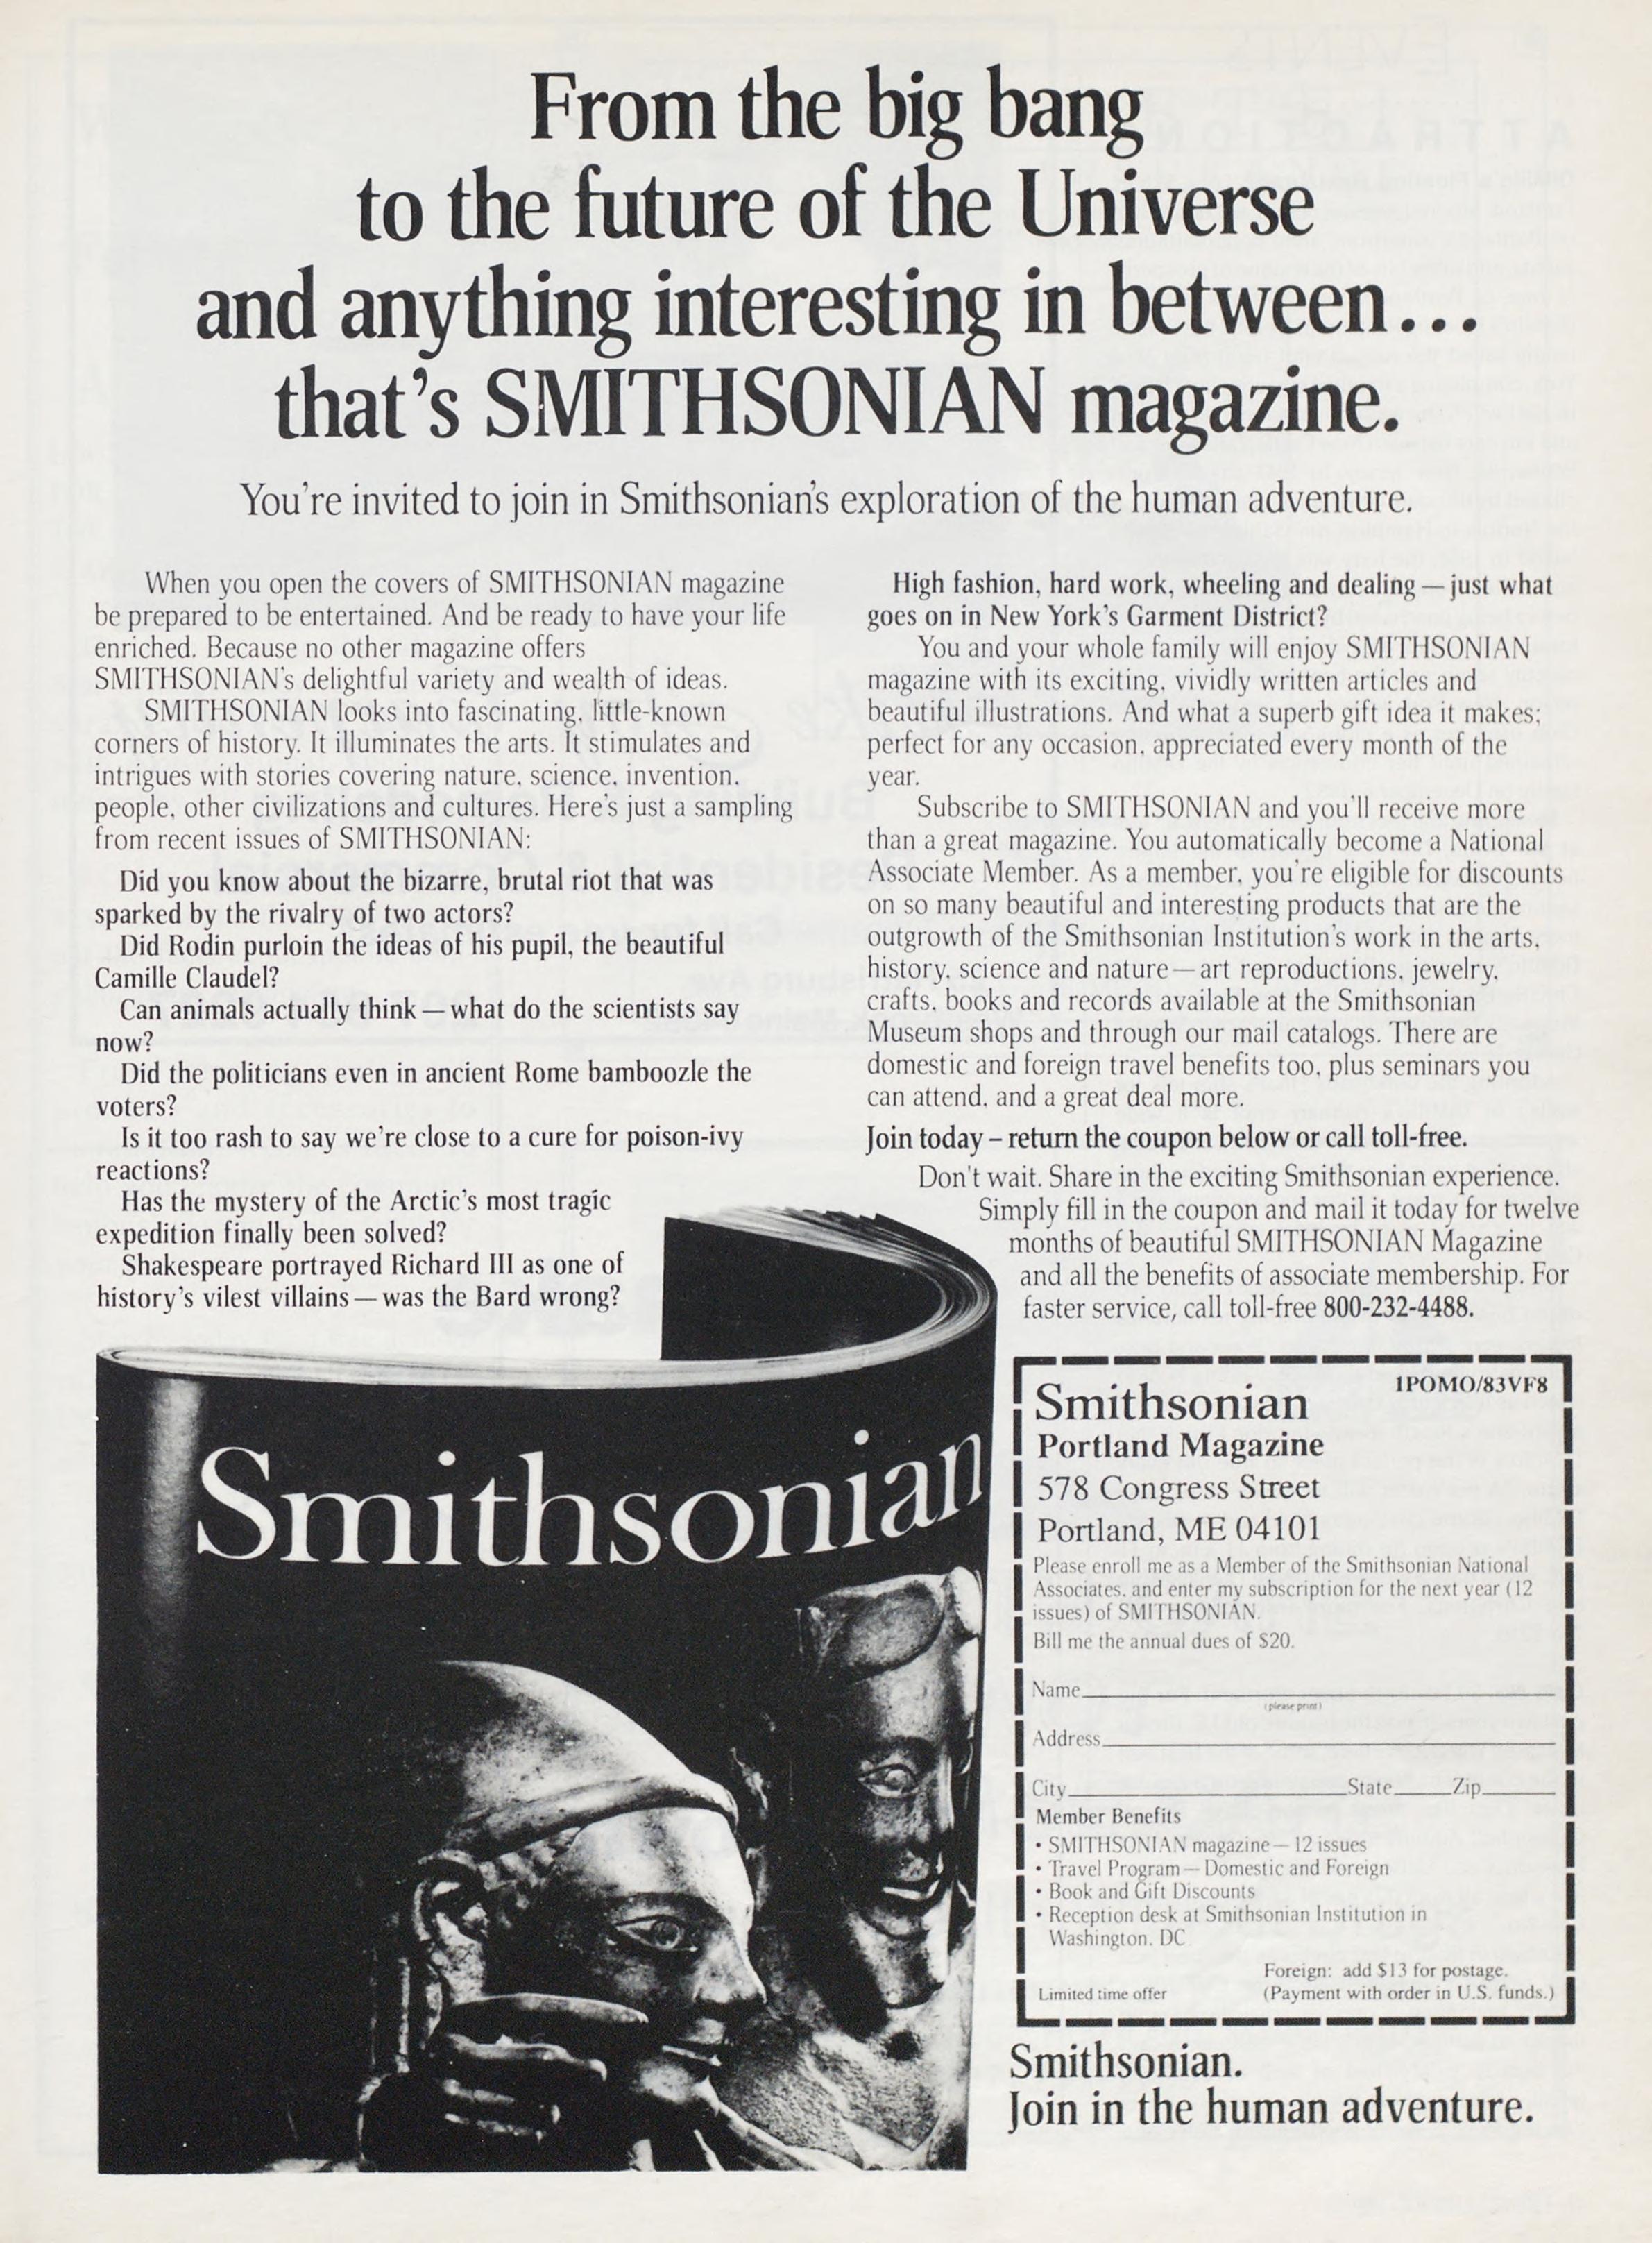 From the big bang
to the future of the Universe
and anything interesting in between...
that's SMITHSONIAN magazine.
You're invited to join in Smithsonian's exploration of the human adventure.
When you open the covers of SMITHSONIAN magazine
be prepared to be entertained. And be ready to have your life
enriched. Because no other magazine offers
SMITHSONIAN's delightful variety and wealth of ideas.
SMITHSONIAN looks into fascinating, little-known
corners of history. It illuminates the arts. It stimulates and
intrigues with stories covering nature, science, invention,
people, other civilizations and cultures. Here's just a sampling
from recent issues of SMITHSONIAN:
Did you know about the bizarre, brutal riot that was
sparked by the rivalry of two actors?
Did Rodin purloin the ideas of his pupil, the beautiful
Camille Claudel?
Can animals actually think — what do the scientists say
now?
Did the politicians even in ancient Rome bamboozle the
voters?
Is it too rash to say we're close to a cure for poison-ivy
reactions?
Has the mystery of the Arctic's most tragic
expedition finally been solved?
Shakespeare portrayed Richard III as one of
history's vilest villains — was the Bard wrong?
High fashion, hard work, wheeling and dealing — just what
goes on in New York's Garment District?
You and your whole family will enjoy SMITHSONIAN
magazine with its exciting, vividly written articles and
beautiful illustrations. And what a superb gift idea it makes;
perfect for any occasion, appreciated every month of the
year.
Subscribe to SMITHSONIAN and you'll receive more
than a great magazine. You automatically become a National
Associate Member. As a member, you're eligible for discounts
on so many beautiful and interesting products that are the
outgrowth of the Smithsonian Institution's work in the arts,
history, science and nature — art reproductions, jewelry,
crafts, books and records available at the Smithsonian
Museum shops and through our mail catalogs. There are
domestic and foreign travel benefits too, plus seminars you
can attend, and a great deal more.
Join today – return the coupon below or call toll-free.
Don't wait. Share in the exciting Smithsonian experience.
Simply fill in the coupon and mail it today for twelve
months of beautiful SMITHSONIAN Magazine
and all the benefits of associate membership. For
faster service, call toll-free 800-232-4488.
Smithsonian
1POMO/83VF8
Smithsonian
Portland Magazine
578 Congress Street
Portland, ME 04101
Please enroll me as a Member of the Smithsonian National
Associates, and enter my subscription for the next year (12
issues) of SMITHSONIAN.
Bill me the annual dues of $20.
Name
(please print)
Address
City State Zip
Member Benefits
• SMITHSONIAN magazine — 12 issues
• Travel Program — Domestic and Foreign
• Book and Gift Discounts
• Reception desk at Smithsonian Institution in
Washington, DC
Foreign: add $13 for postage.
Limited time offer (Payment with order in U.S. funds.)
Smithsonian.
Join in the human adventure.